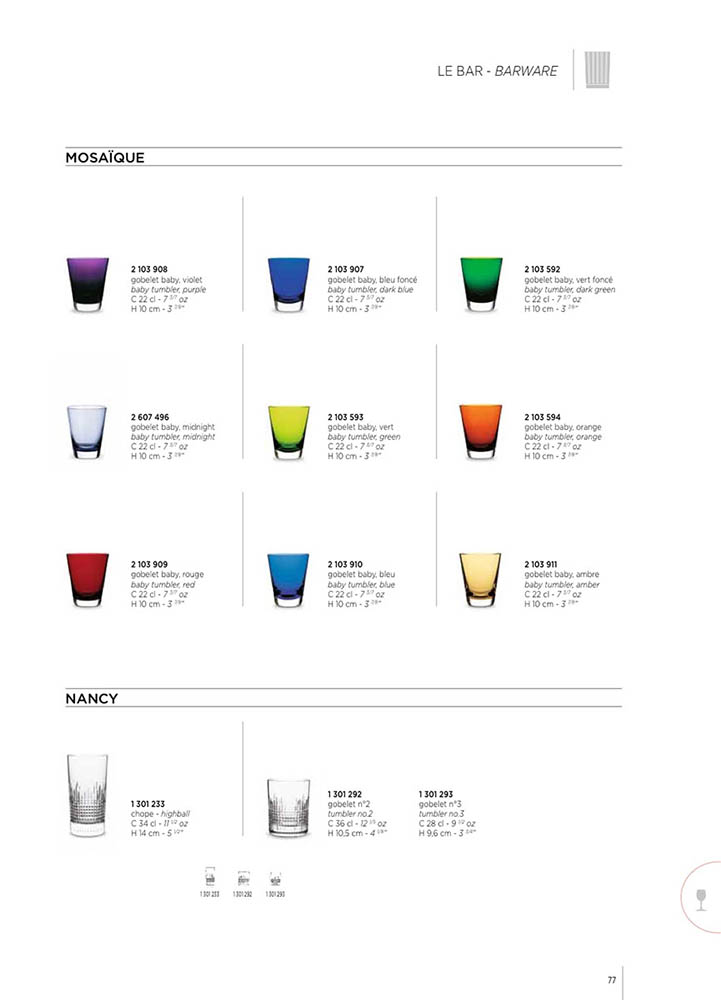 LE BAR - BARWARE
MOSAÏQUE
2 103 908
gobelet baby, violet
baby tumbler, purple
C 22 cl - 7 3/7 oz
H 10 cm - 3 7/8"
2 103 907
gobelet baby, bleu foncé
baby tumbler, dark blue
C 22 cl - 7 3/7 oz
H 10 cm - 3 7/8"
2 103 592
gobelet baby, vert foncé
baby tumbler, dark green
C 22 cl - 7 3/7 oz
H 10 cm - 3 7/8"
2 607 496
gobelet baby, midnight
baby tumbler, midnight
C 22 cl - 7 3/7 oz
H 10 cm - 3 7/8"
2 103 593
gobelet baby, vert
baby tumbler, green
C 22 cl - 7 3/7 oz
H 10 cm - 3 7/8"
2 103 594
gobelet baby, orange
baby tumbler, orange
C 22 cl - 7 3/7 oz
H 10 cm - 3 7/8"
2 103 909
gobelet baby, rouge
baby tumbler, red
C 22 cl - 7 3/7 oz
H 10 cm - 3 7/8"
2 103 910
gobelet baby, bleu
baby tumbler, blue
C 22 cl - 7 3/7 oz
H 10 cm - 3 7/8"
2 103 911
gobelet baby, ambre
baby tumbler, amber
C 22 cl - 7 3/7 oz
H 10 cm - 3 7/8"
NANCY
1 301 233
chope - highball
C 34 cl - 11 1/2 oz
H 14 cm - 5 1/2"
1 301 292
gobelet n°2
tumbler no.2
C 36 cl - 12 1/5 oz
H 10,5 cm - 4 1/8"
1 301 293
gobelet n°3
tumbler no.3
C 28 cl - 9 1/2 oz
H 9,6 cm - 3 3/4"
1 301 233
1 301 292
1 301 293
77